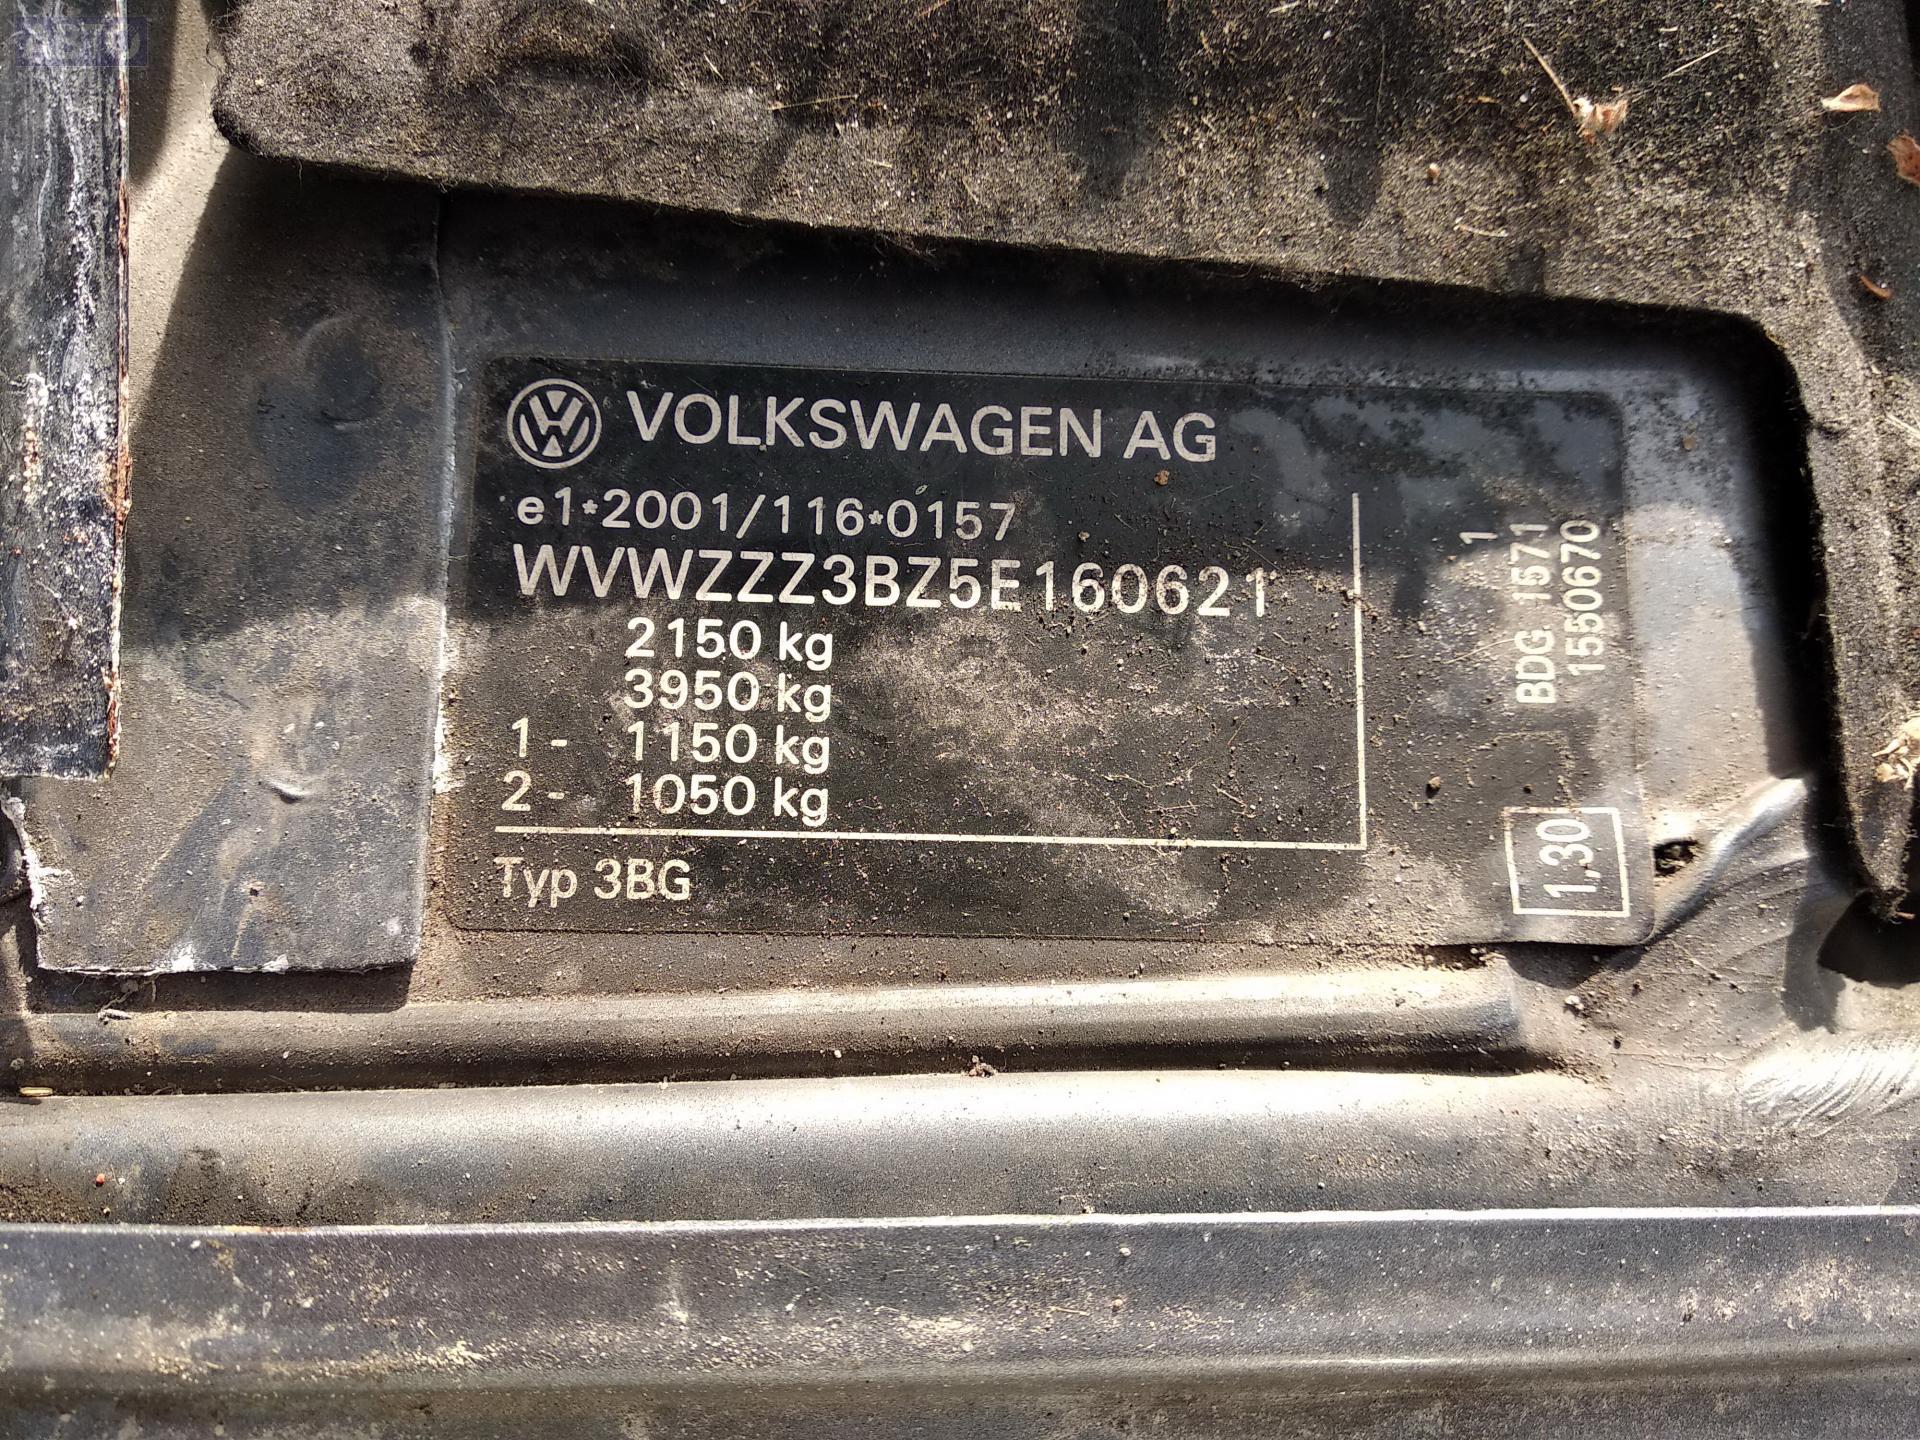 VOLKSWAGEN AG
e1*2001/116*0157
WVWZZZ3BZ5E160621
2150 kg
3950 kg
1 - 1150 kg
2 - 1050 kg
Typ 3BG
1
BDG 1571
1550670
1,30